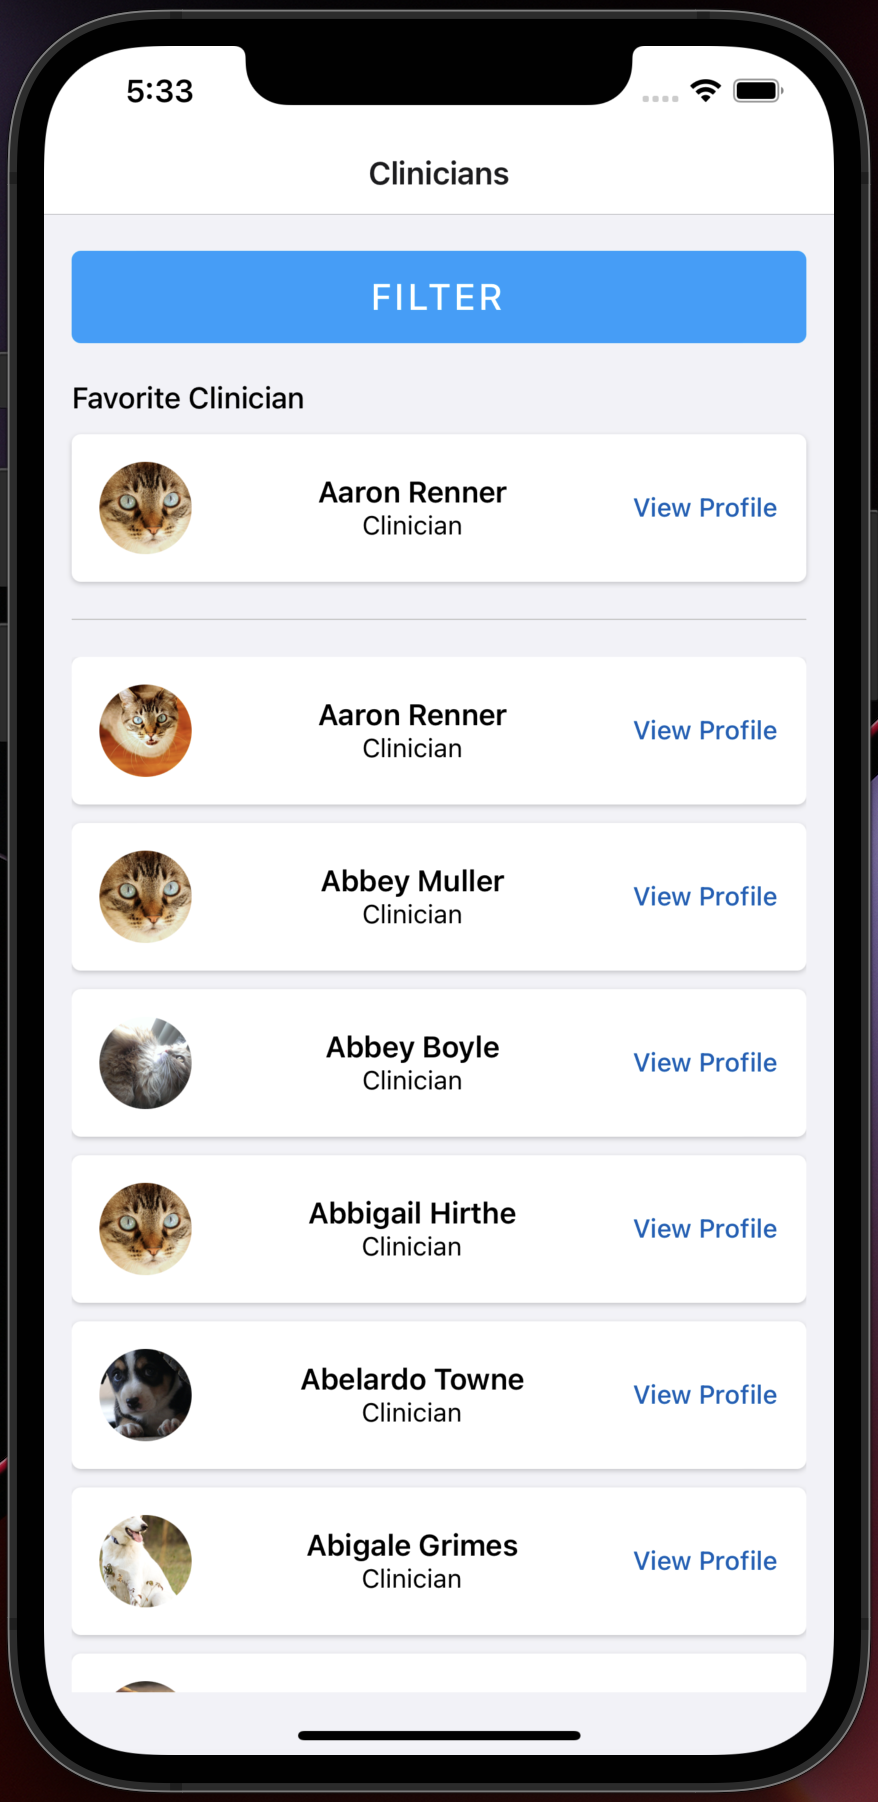 5:33
Clinicians
FILTER
Favorite Clinician
Aaron Renner
Clinician
View Profile
Aaron Renner
Clinician
View Profile
Abbey Muller
Clinician
View Profile
Abbey Boyle
Clinician
View Profile
Abbigail Hirthe
Clinician
View Profile
Abelardo Towne
Clinician
View Profile
Abigale Grimes
Clinician
View Profile